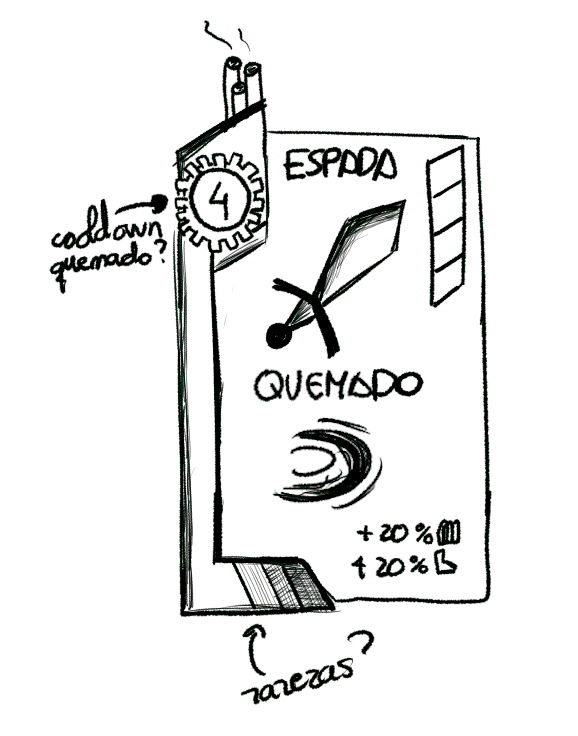 4
ESPADA
cooldown
quemado?
QUEMADO
+20%
+20%
rarezas?